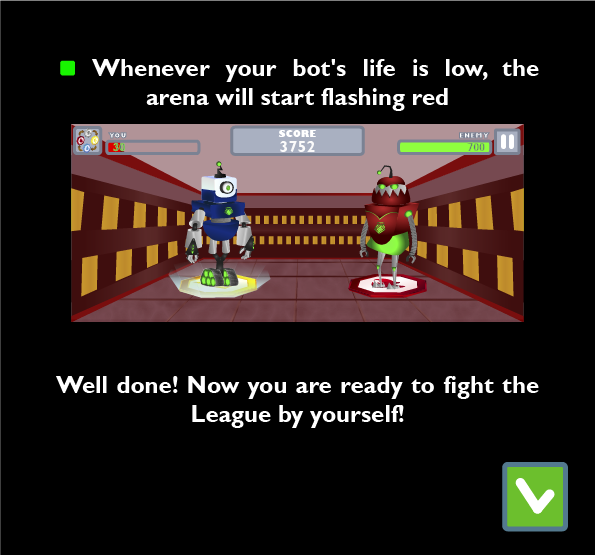 Whenever your bot's life is low, the
arena will start flashing red
YOU
SCORE
3752
ENEMY
700
Well done! Now you are ready to fight the
League by yourself!